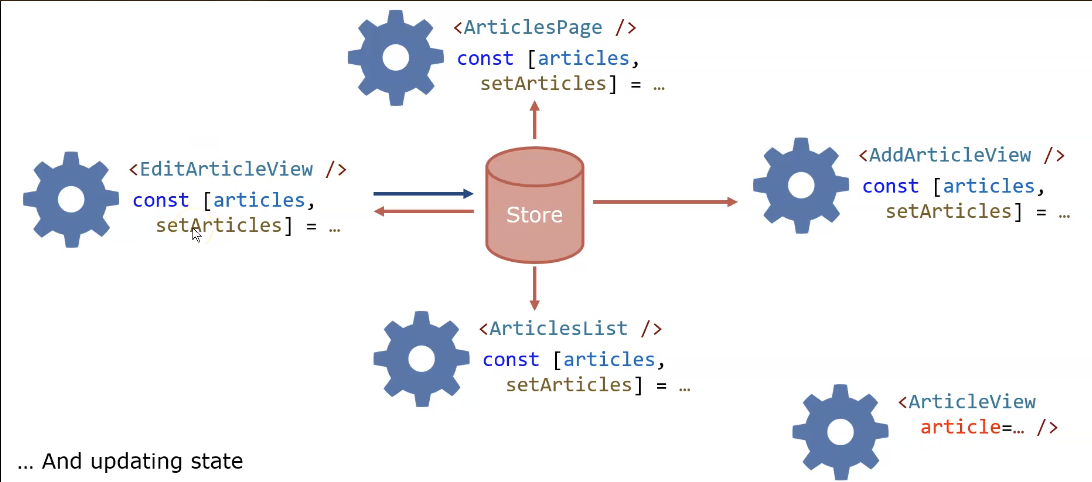 <ArticlesPage />
const [articles,
setArticles] = …
<EditArticleView />
const [articles,
setArticles] = …
Store
<AddArticleView />
const [articles,
setArticles] = …
<ArticlesList />
const [articles,
setArticles] = …
<ArticleView
article=… />
… And updating state